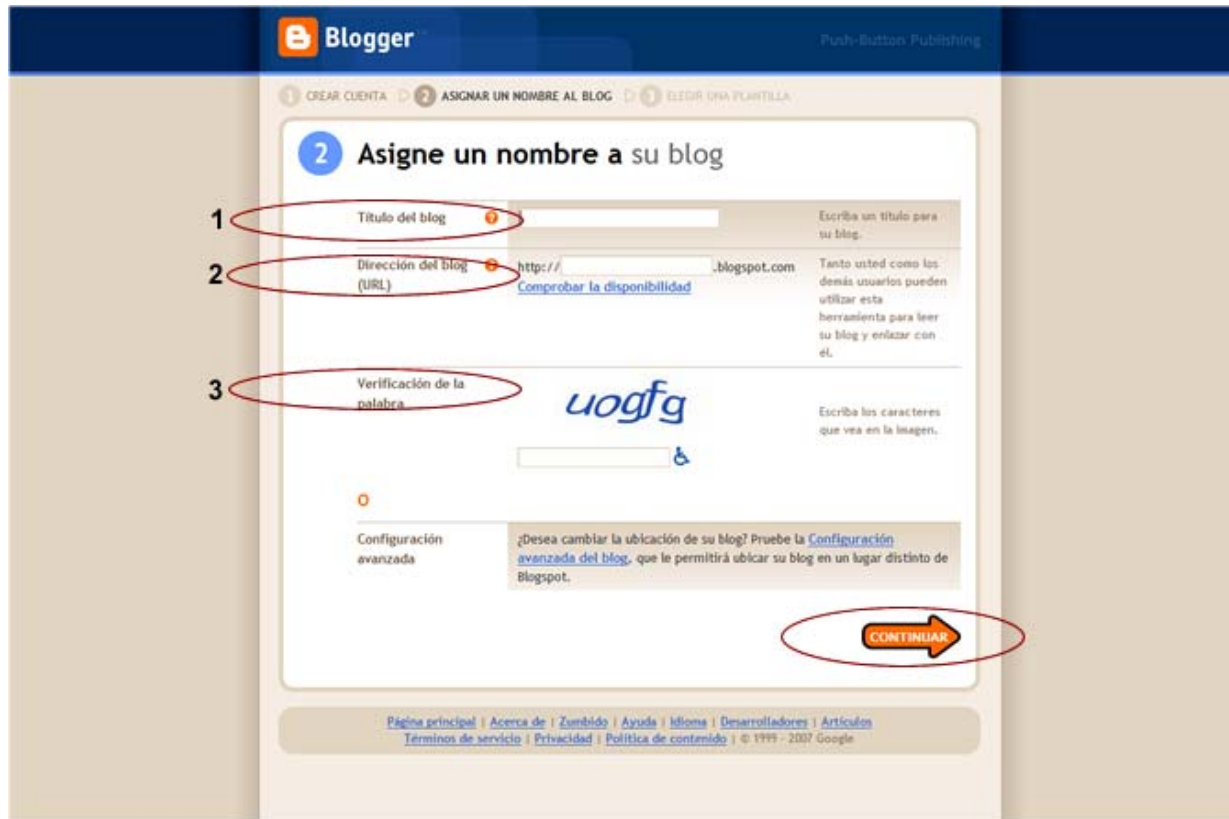 Blogger
Push-Button Publishing
1 CREAR CUENTA 2 ASIGNAR UN NOMBRE AL BLOG 3 ELEGIR UNA PLANTILLA
2 Asigne un nombre a su blog
1
Título del blog ?
Escriba un título para
su blog.
2
Dirección del blog ?
(URL)
http:// .blogspot.com
Comprobar la disponibilidad
Tanto usted como los
demás usuarios pueden
utilizar esta
herramienta para leer
su blog y enlazar con
él.
3
Verificación de la
palabra
uogfg
Escriba los caracteres
que vea en la imagen.
O
Configuración
avanzada
¿Desea cambiar la ubicación de su blog? Pruebe la Configuración
avanzada del blog, que le permitirá ubicar su blog en un lugar distinto de
Blogspot.
CONTINUAR
Página principal | Acerca de | Zumbido | Ayuda | Idioma | Desarrolladores | Artículos
Términos de servicio | Privacidad | Política de contenido | © 1999 - 2007 Google